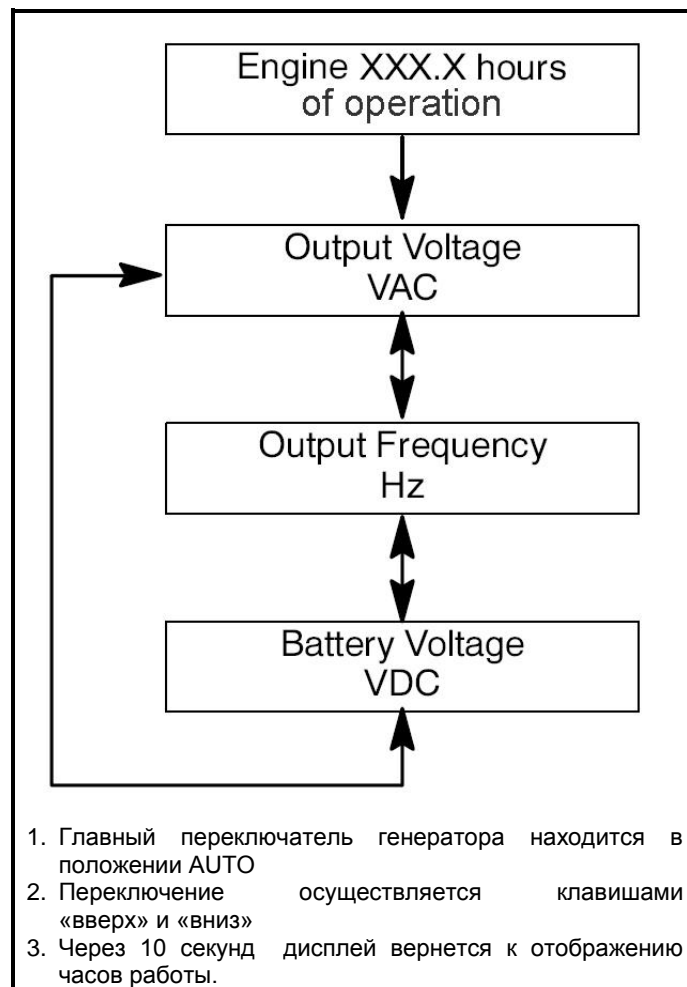 Engine XXX.X hours
of operation
Output Voltage
VAC
Output Frequency
Hz
Battery Voltage
VDC
1. Главный переключатель генератора находится в
положении AUTO
2. Переключение осуществляется клавишами
«вверх» и «вниз»
3. Через 10 секунд дисплей вернется к отображению
часов работы.